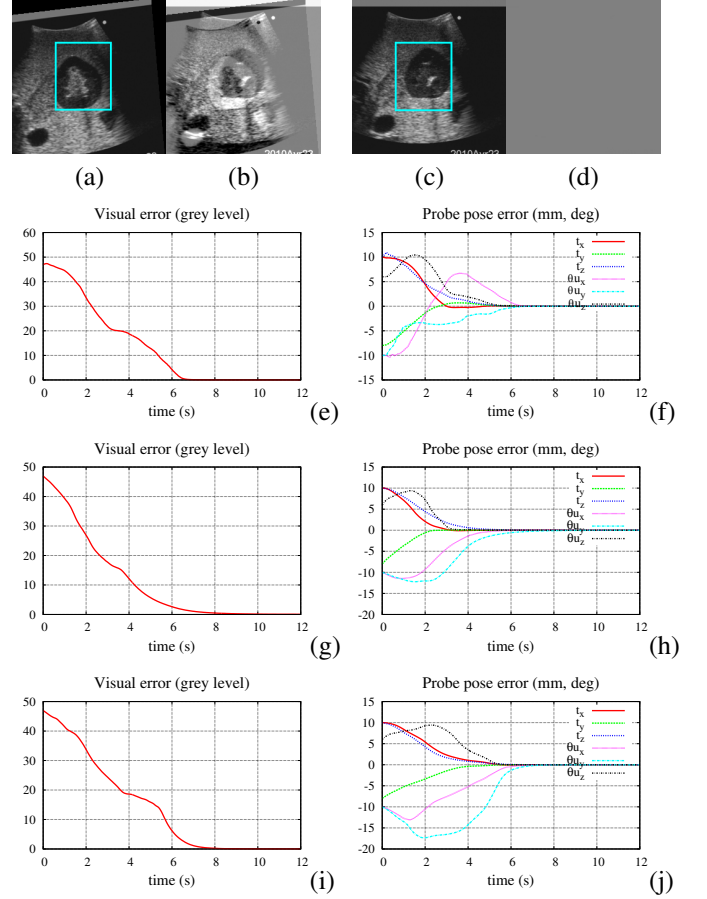 2010Avr23
2010Avr23
(a) (b) (c) (d)
Visual error (grey level)
60
50
40
30
20
10
0
0 2 4 6 8 10 12
time (s)
(e)
Probe pose error (mm, deg)
15
10
5
0
-5
-10
-15
t_x
t_y
t_z
θu_x
θu_y
θu_z
0 2 4 6 8 10 12
time (s)
(f)
Visual error (grey level)
50
40
30
20
10
0
0 2 4 6 8 10 12
time (s)
(g)
Probe pose error (mm, deg)
15
10
5
0
-5
-10
-15
-20
t_x
t_y
t_z
θu_x
θu_y
θu_z
0 2 4 6 8 10 12
time (s)
(h)
Visual error (grey level)
50
40
30
20
10
0
0 2 4 6 8 10 12
time (s)
(i)
Probe pose error (mm, deg)
15
10
5
0
-5
-10
-15
-20
t_x
t_y
t_z
θu_x
θu_y
θu_z
0 2 4 6 8 10 12
time (s)
(j)